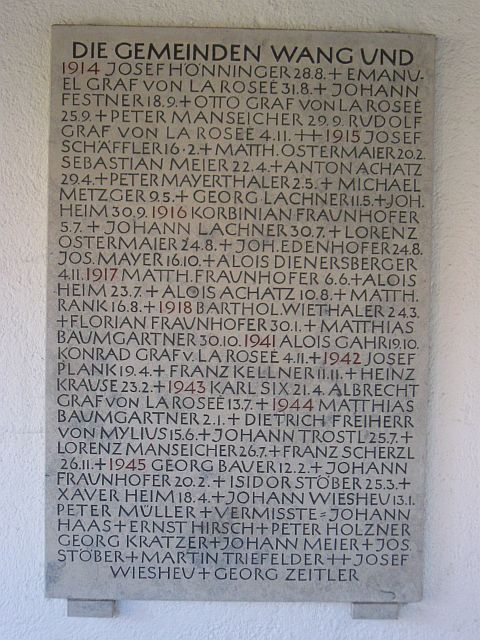 DIE GEMEINDEN WANG UND
1914 JOSEF HÖNNINGER 28.8.+ EMANU-
EL GRAF VON LA ROSEÉ 31.8.+ JOHANN
FESTNER 18.9.+ OTTO GRAF VON LA ROSEÉ
25.9.+ PETER MANSEICHER 29.9. RUDOLF
GRAF VON LA ROSEÉ 4.11. ++ 1915 JOSEF
SCHÄFFLER 16.2.+ MATTH. OSTERMAIER 20.2.
SEBASTIAN MEIER 22.4.+ ANTON ACHATZ
29.4.+ PETER MAYERTHALER 2.5.+ MICHAEL
METZGER 9.5.+ GEORG LACHNER 11.5.+ JOH.
HEIM 30.9. 1916 KORBINIAN FRAUNHOFER
5.7.+ JOHANN LACHNER 30.7.+ LORENZ
OSTERMAIER 24.8.+ JOH. EDENHOFER 24.8.
JOS. MAYER 16.10.+ ALOIS DIENERSBERGER
4.11. 1917 MATTH. FRAUNHOFER 6.6.+ ALOIS
HEIM 23.7.+ ALOIS ACHATZ 10.8.+ MATTH.
RANK 16.8.+ 1918 BARTHOL. WIETHALER 24.3.
+ FLORIAN FRAUNHOFER 30.1.+ MATTHIAS
BAUMGARTNER 30.10. 1941 ALOIS GAHR 19.10.
KONRAD GRAF V. LA ROSEÉ 4.11.+ 1942 JOSEF
PLANK 19.4.+ FRANZ KELLNER 11.11.+ HEINZ
KRAUSE 23.2.+ 1943 KARL SIX 21.4. ALBRECHT
GRAF VON LA ROSEÉ 13.7.+ 1944 MATTHIAS
BAUMGARTNER 2.1.+ DIETRICH FREIHERR
VON MYLIUS 15.6.+ JOHANN TROSTL 25.7.+
LORENZ MANSEICHER 26.7.+ FRANZ SCHERZL
26.11.+ 1945 GEORG BAUER 12.2.+ JOHANN
FRAUNHOFER 20.2.+ ISIDOR STÖBER 25.3.+
XAVER HEIM 18.4.+ JOHANN WIESHEU 13.1.
PETER MÜLLER + VERMISSTE = JOHANN
HAAS + ERNST HIRSCH + PETER HOLZNER
GEORG KRATZER + JOHANN MEIER + JOS.
STÖBER + MARTIN TRIEFELDER ++ JOSEF
WIESHEU + GEORG ZEITLER